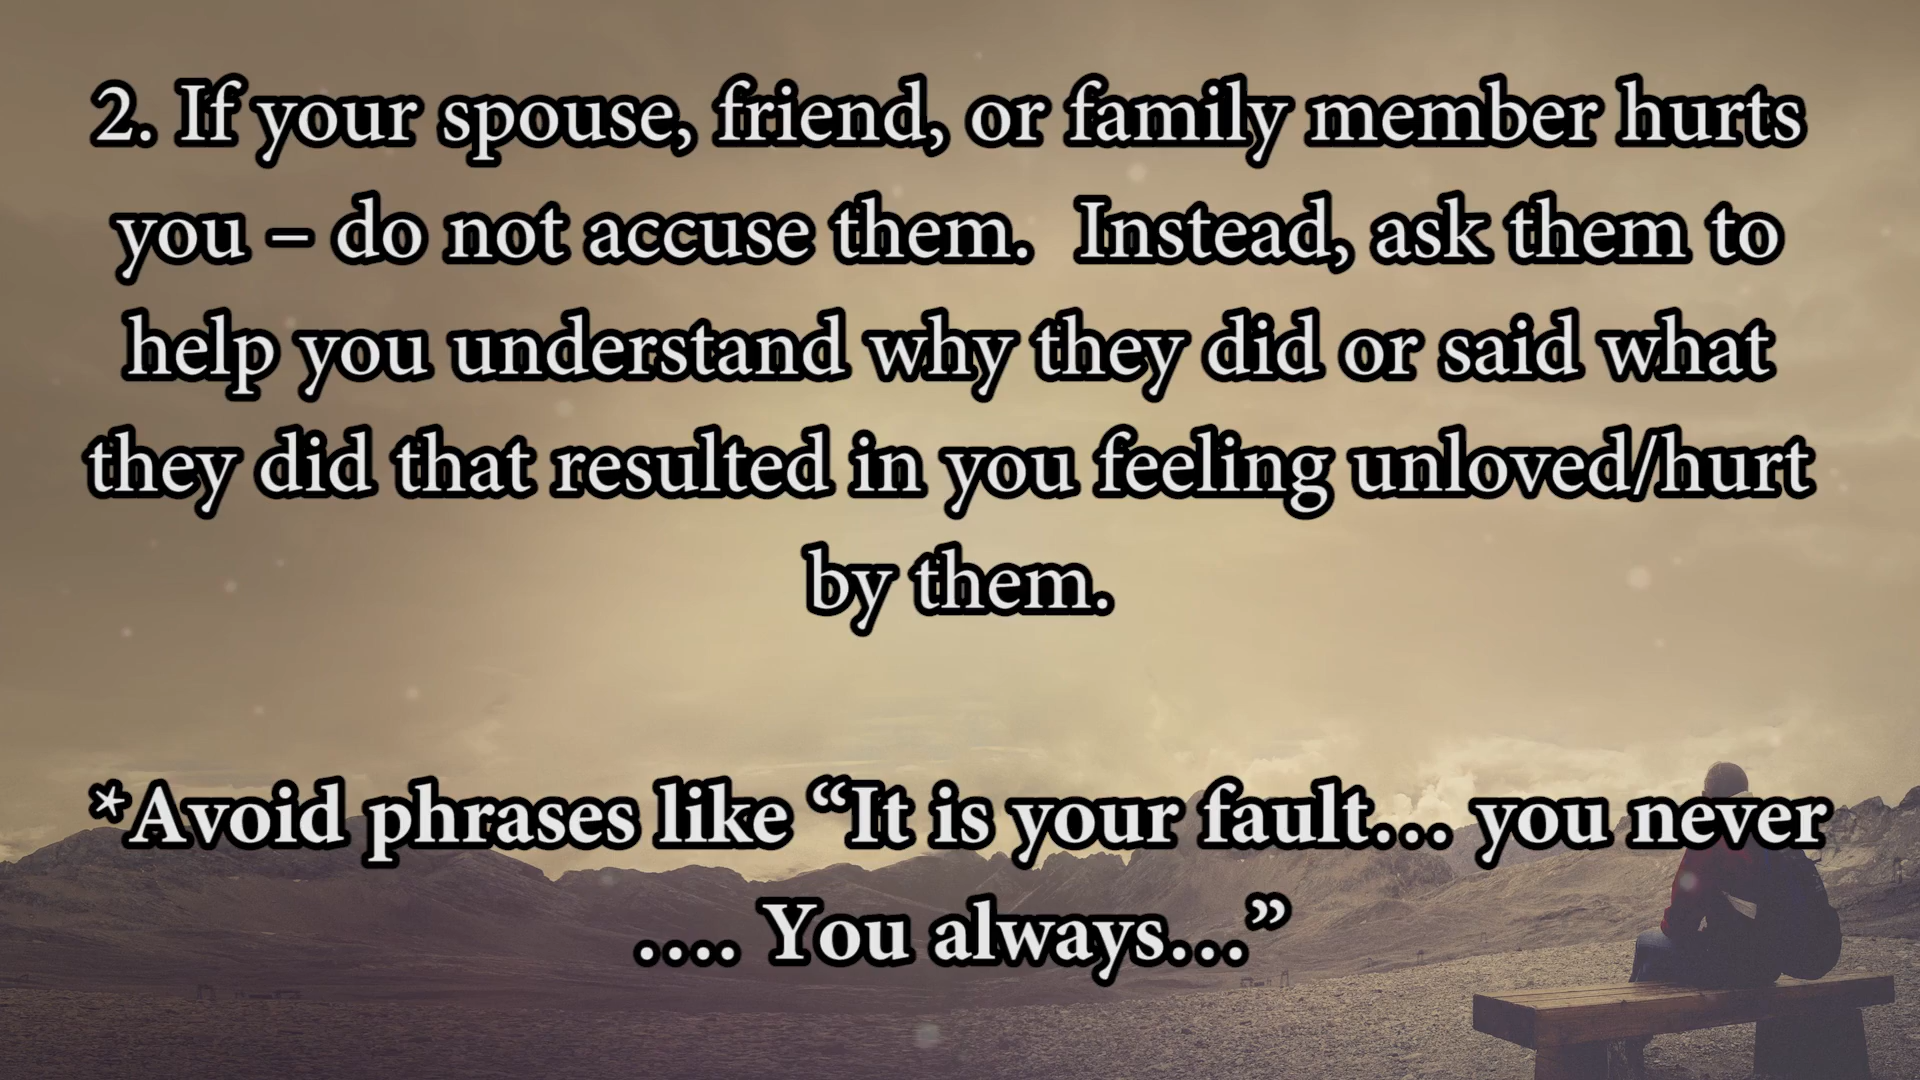 2. If your spouse, friend, or family member hurts
you – do not accuse them.  Instead, ask them to
help you understand why they did or said what
they did that resulted in you feeling unloved/hurt
by them.
*Avoid phrases like “It is your fault… you never
…. You always…”